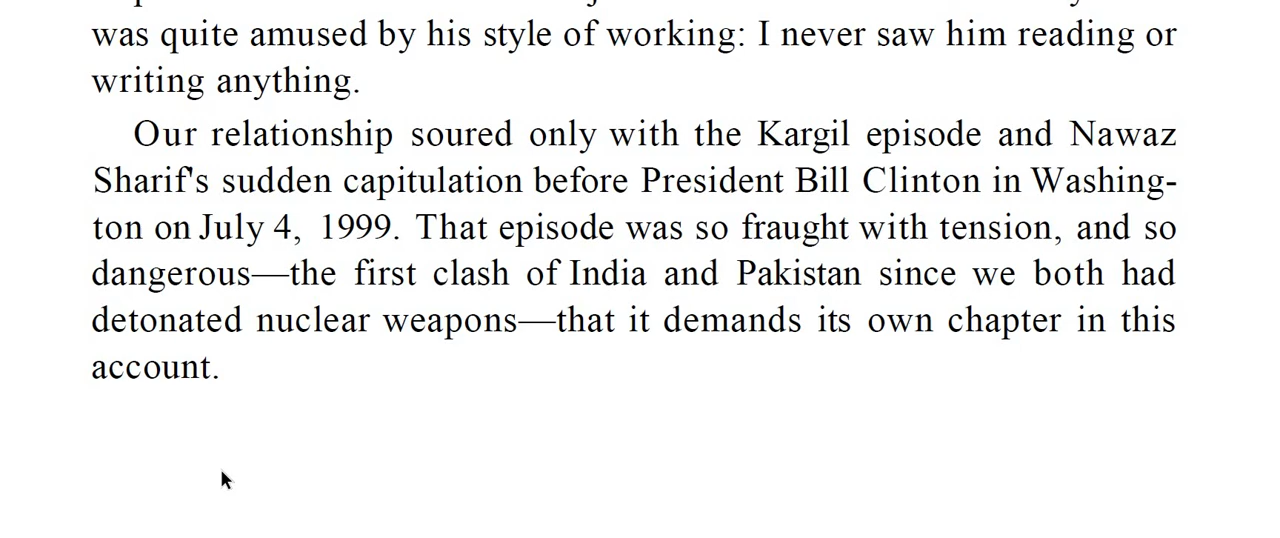 was quite amused by his style of working: I never saw him reading or
writing anything.
Our relationship soured only with the Kargil episode and Nawaz
Sharif's sudden capitulation before President Bill Clinton in Washing-
ton on July 4, 1999. That episode was so fraught with tension, and so
dangerous—the first clash of India and Pakistan since we both had
detonated nuclear weapons—that it demands its own chapter in this
account.